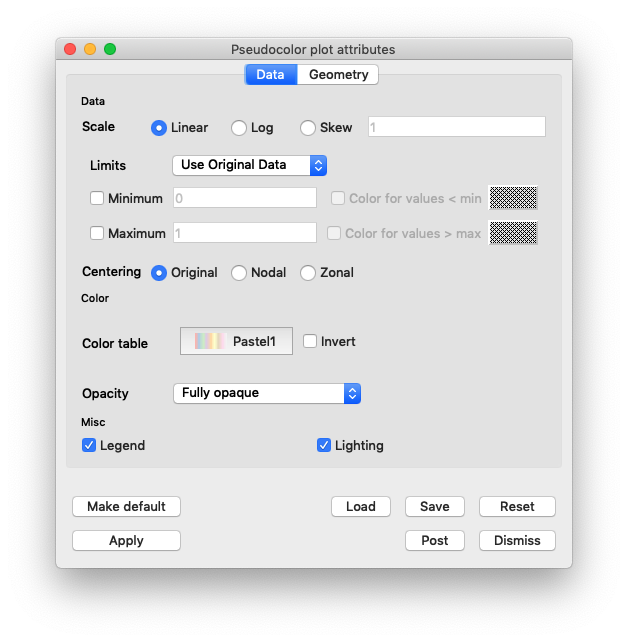 Pseudocolor plot attributes
Data Geometry
Data
Scale Linear Log Skew 1
Limits Use Original Data
Minimum 0 Color for values < min
Maximum 1 Color for values > max
Centering Original Nodal Zonal
Color
Color table Pastel1 Invert
Opacity Fully opaque
Misc
Legend Lighting
Make default Load Save Reset
Apply Post Dismiss